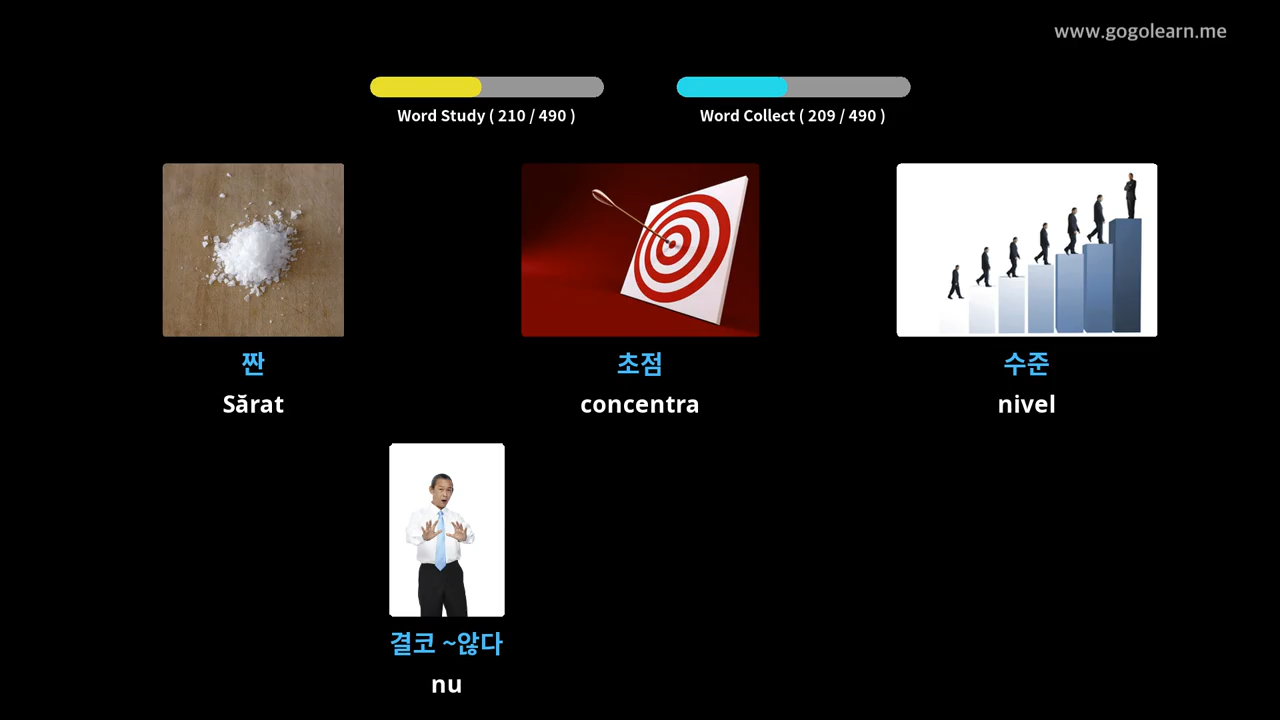 www.gogolearn.me
Word Study ( 210 / 490 )
Word Collect ( 209 / 490 )
짠
Sărat
초점
concentra
수준
nivel
결코 ~않다
nu